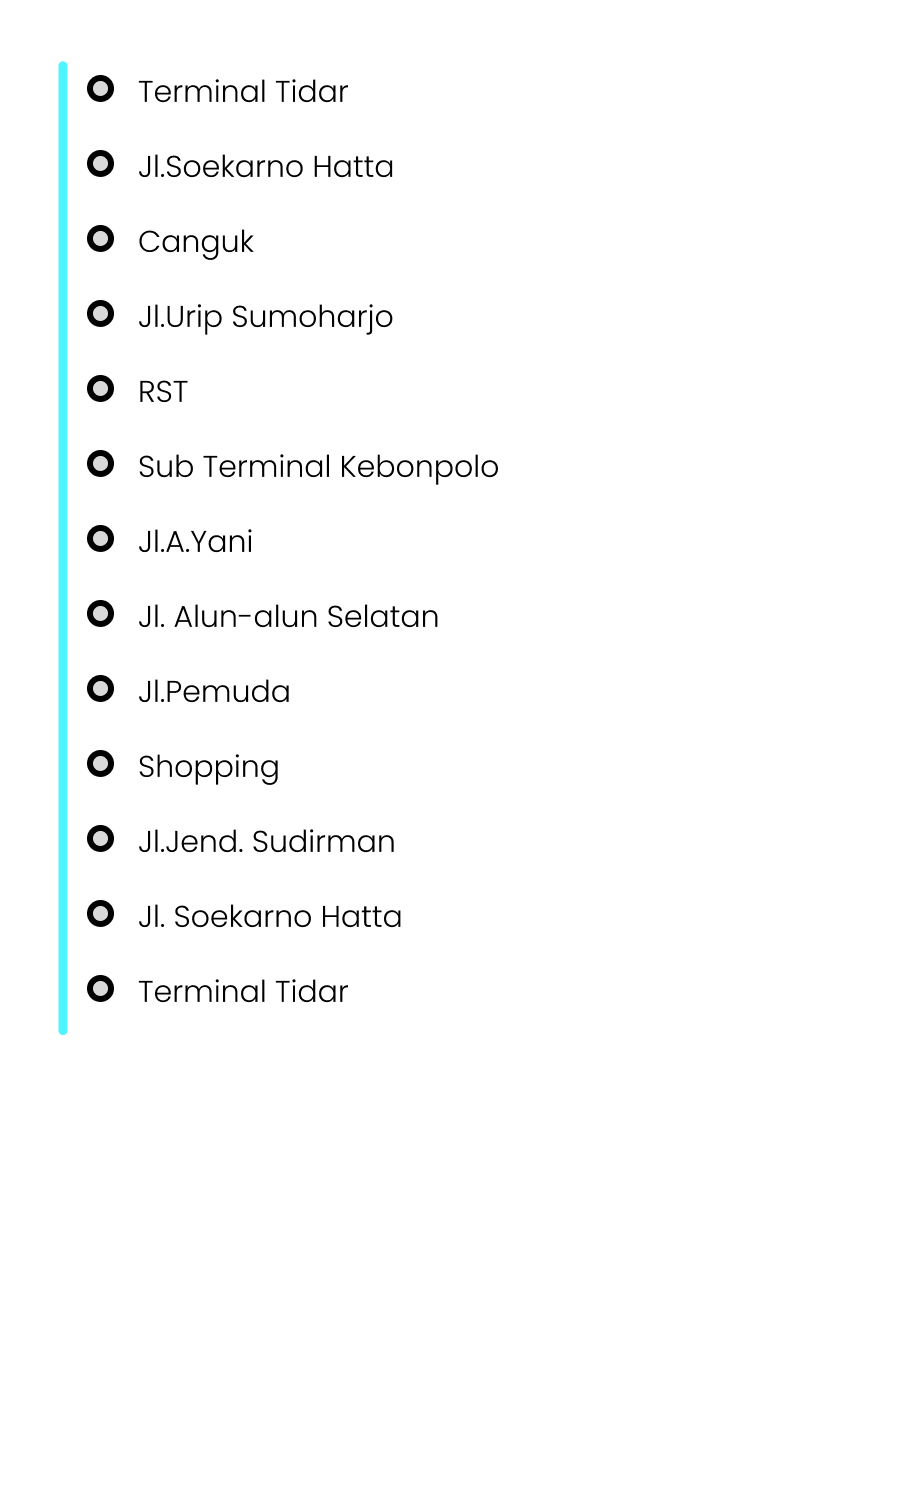 Terminal Tidar
Jl.Soekarno Hatta
Canguk
Jl.Urip Sumoharjo
RST
Sub Terminal Kebonpolo
Jl.A.Yani
Jl. Alun-alun Selatan
Jl.Pemuda
Shopping
Jl.Jend. Sudirman
Jl. Soekarno Hatta
Terminal Tidar